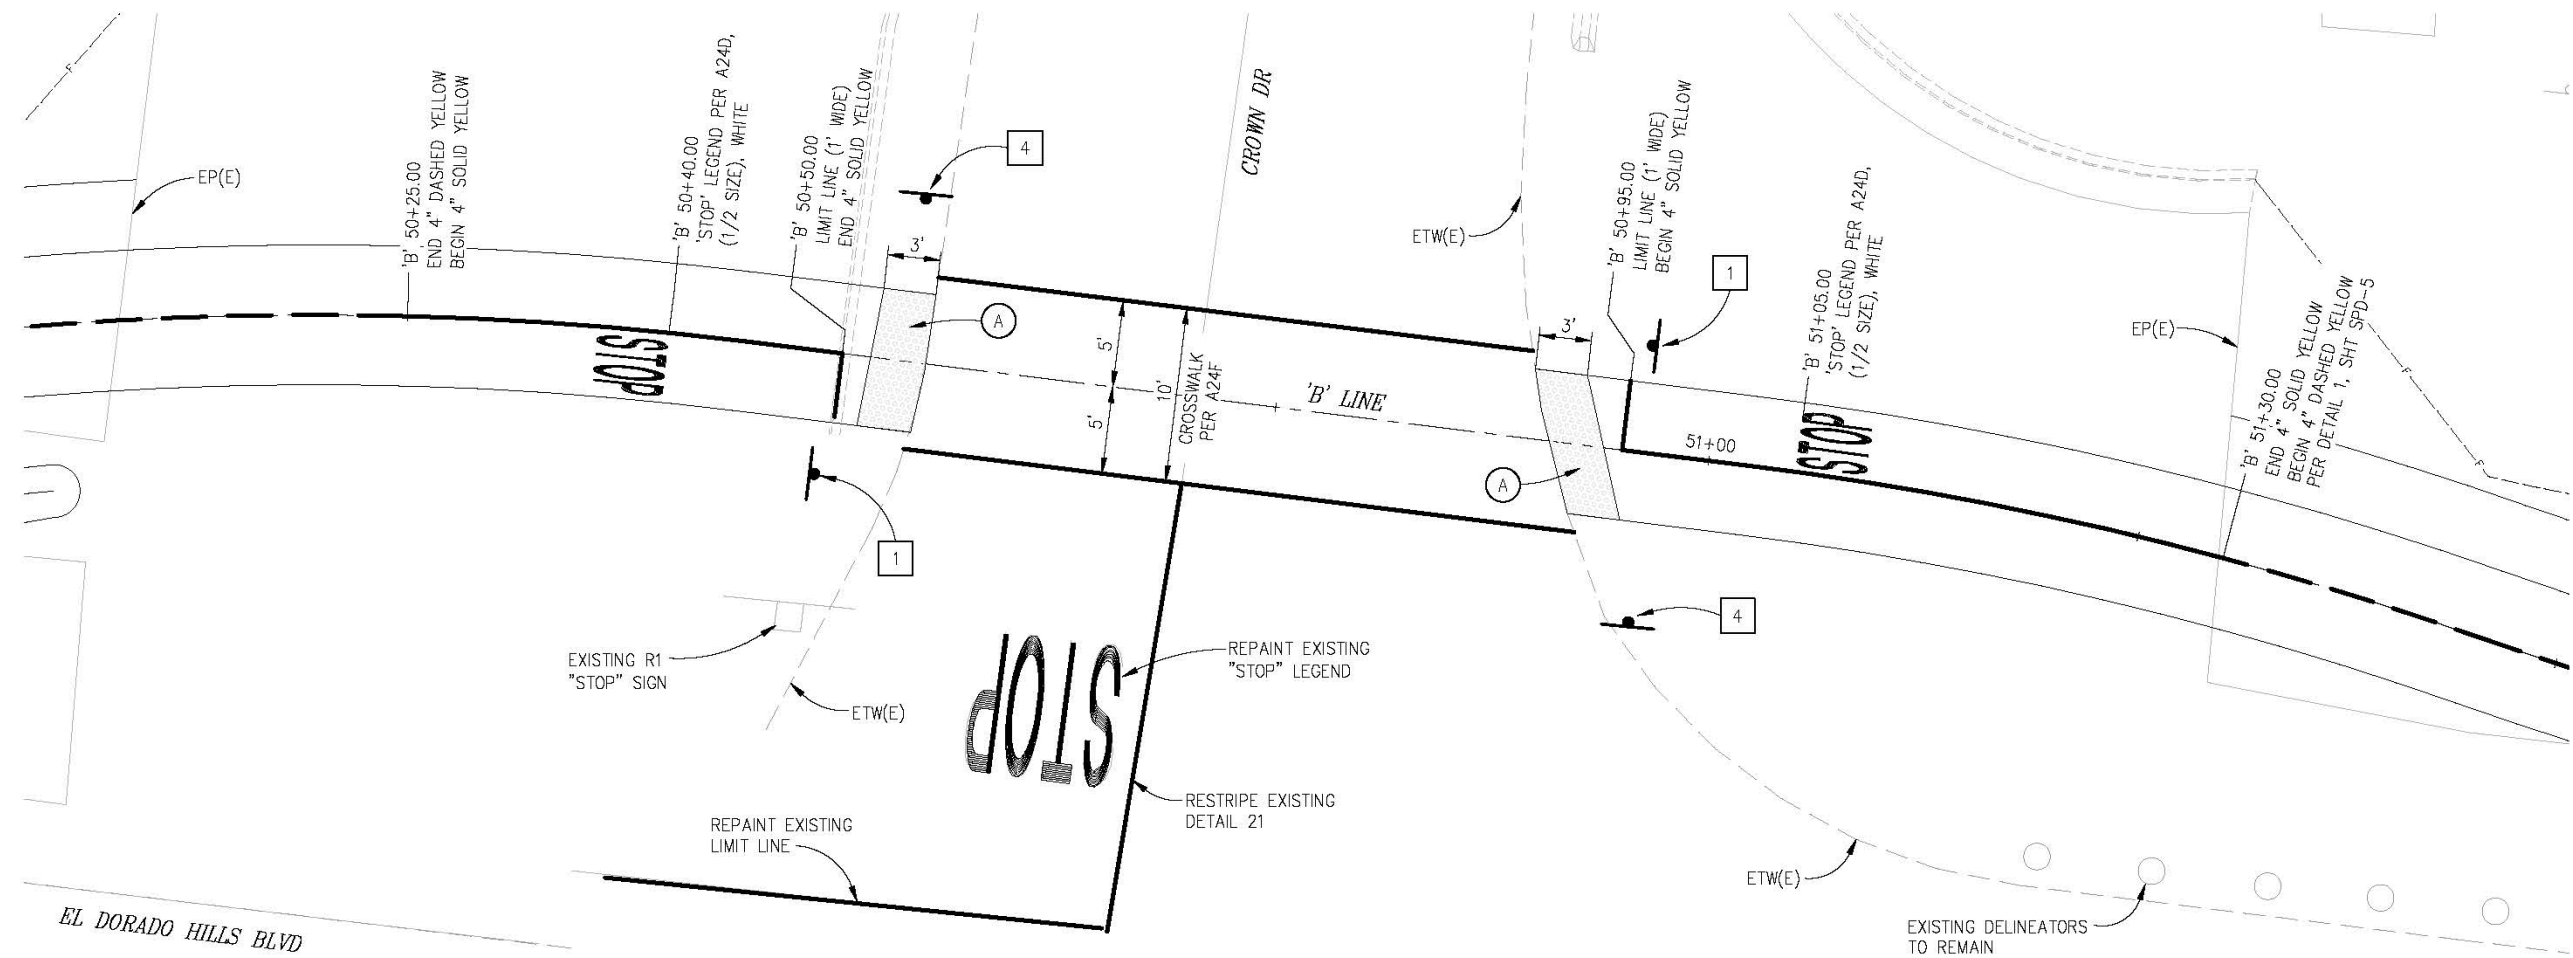 EP(E)
'B' 50+25.00
END 4" DASHED YELLOW
BEGIN 4" SOLID YELLOW
'B' 50+40.00
'STOP' LEGEND PER A24D,
(1/2 SIZE), WHITE
'B' 50+50.00
LIMIT LINE (1' WIDE)
END 4" SOLID YELLOW
4
3'
A
STOP
1
CROWN DR
5'
10'
5'
CROSSWALK
PER A24F
'B' LINE
ETW(E)
'B' 50+95.00
LIMIT LINE (1' WIDE)
BEGIN 4" SOLID YELLOW
1
3'
A
51+00
'B' 51+05.00
'STOP' LEGEND PER A24D,
(1/2 SIZE), WHITE
STOP
EP(E)
'B' 51+30.00
END 4" SOLID YELLOW
BEGIN 4" DASHED YELLOW
PER DETAIL 1, SHT SPD-5
F
F
F
4
EXISTING R1
"STOP" SIGN
ETW(E)
STOP
REPAINT EXISTING
"STOP" LEGEND
RESTRIPE EXISTING
DETAIL 21
REPAINT EXISTING
LIMIT LINE
EL DORADO HILLS BLVD
ETW(E)
EXISTING DELINEATORS
TO REMAIN